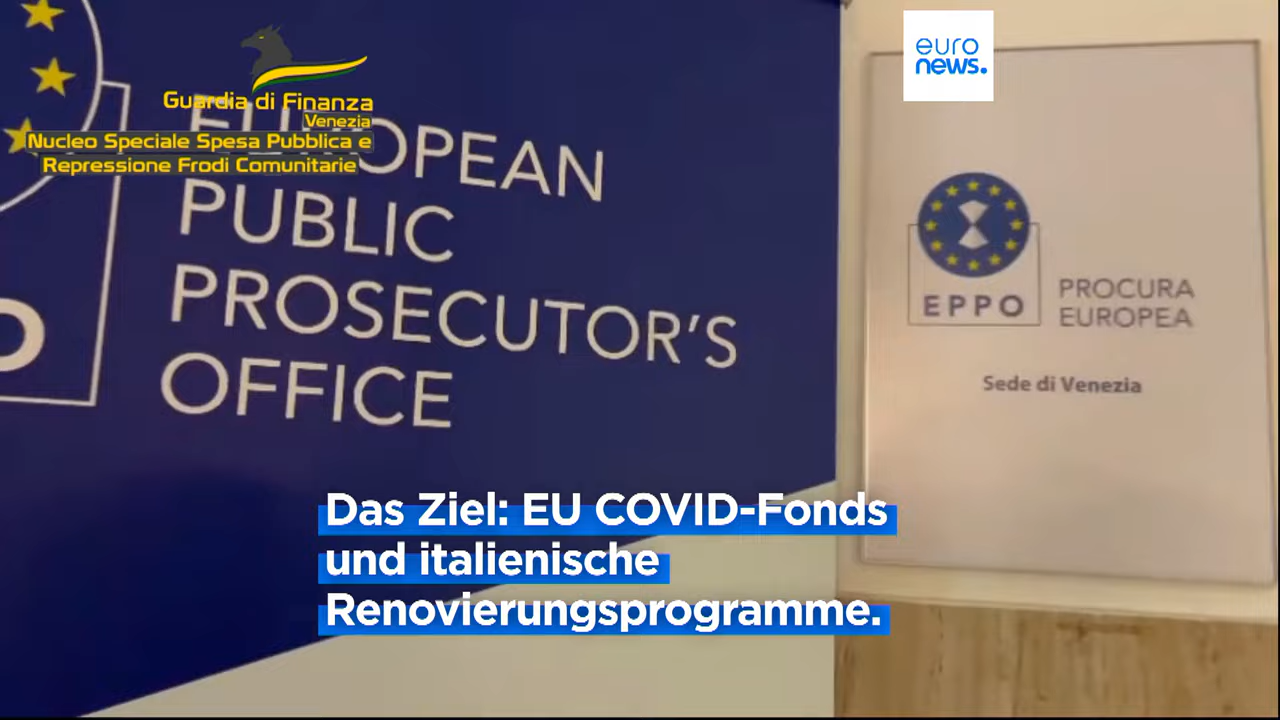 euro
news.
Guardia di Finanza
Venezia
Nucleo Speciale Spesa Pubblica e
Repressione Frodi Comunitarie
EUROPEAN
PUBLIC
PROSECUTOR'S
OFFICE
EPPO
PROCURA
EUROPEA
Sede di Venezia
Das Ziel: EU COVID-Fonds
und italienische
Renovierungsprogramme.